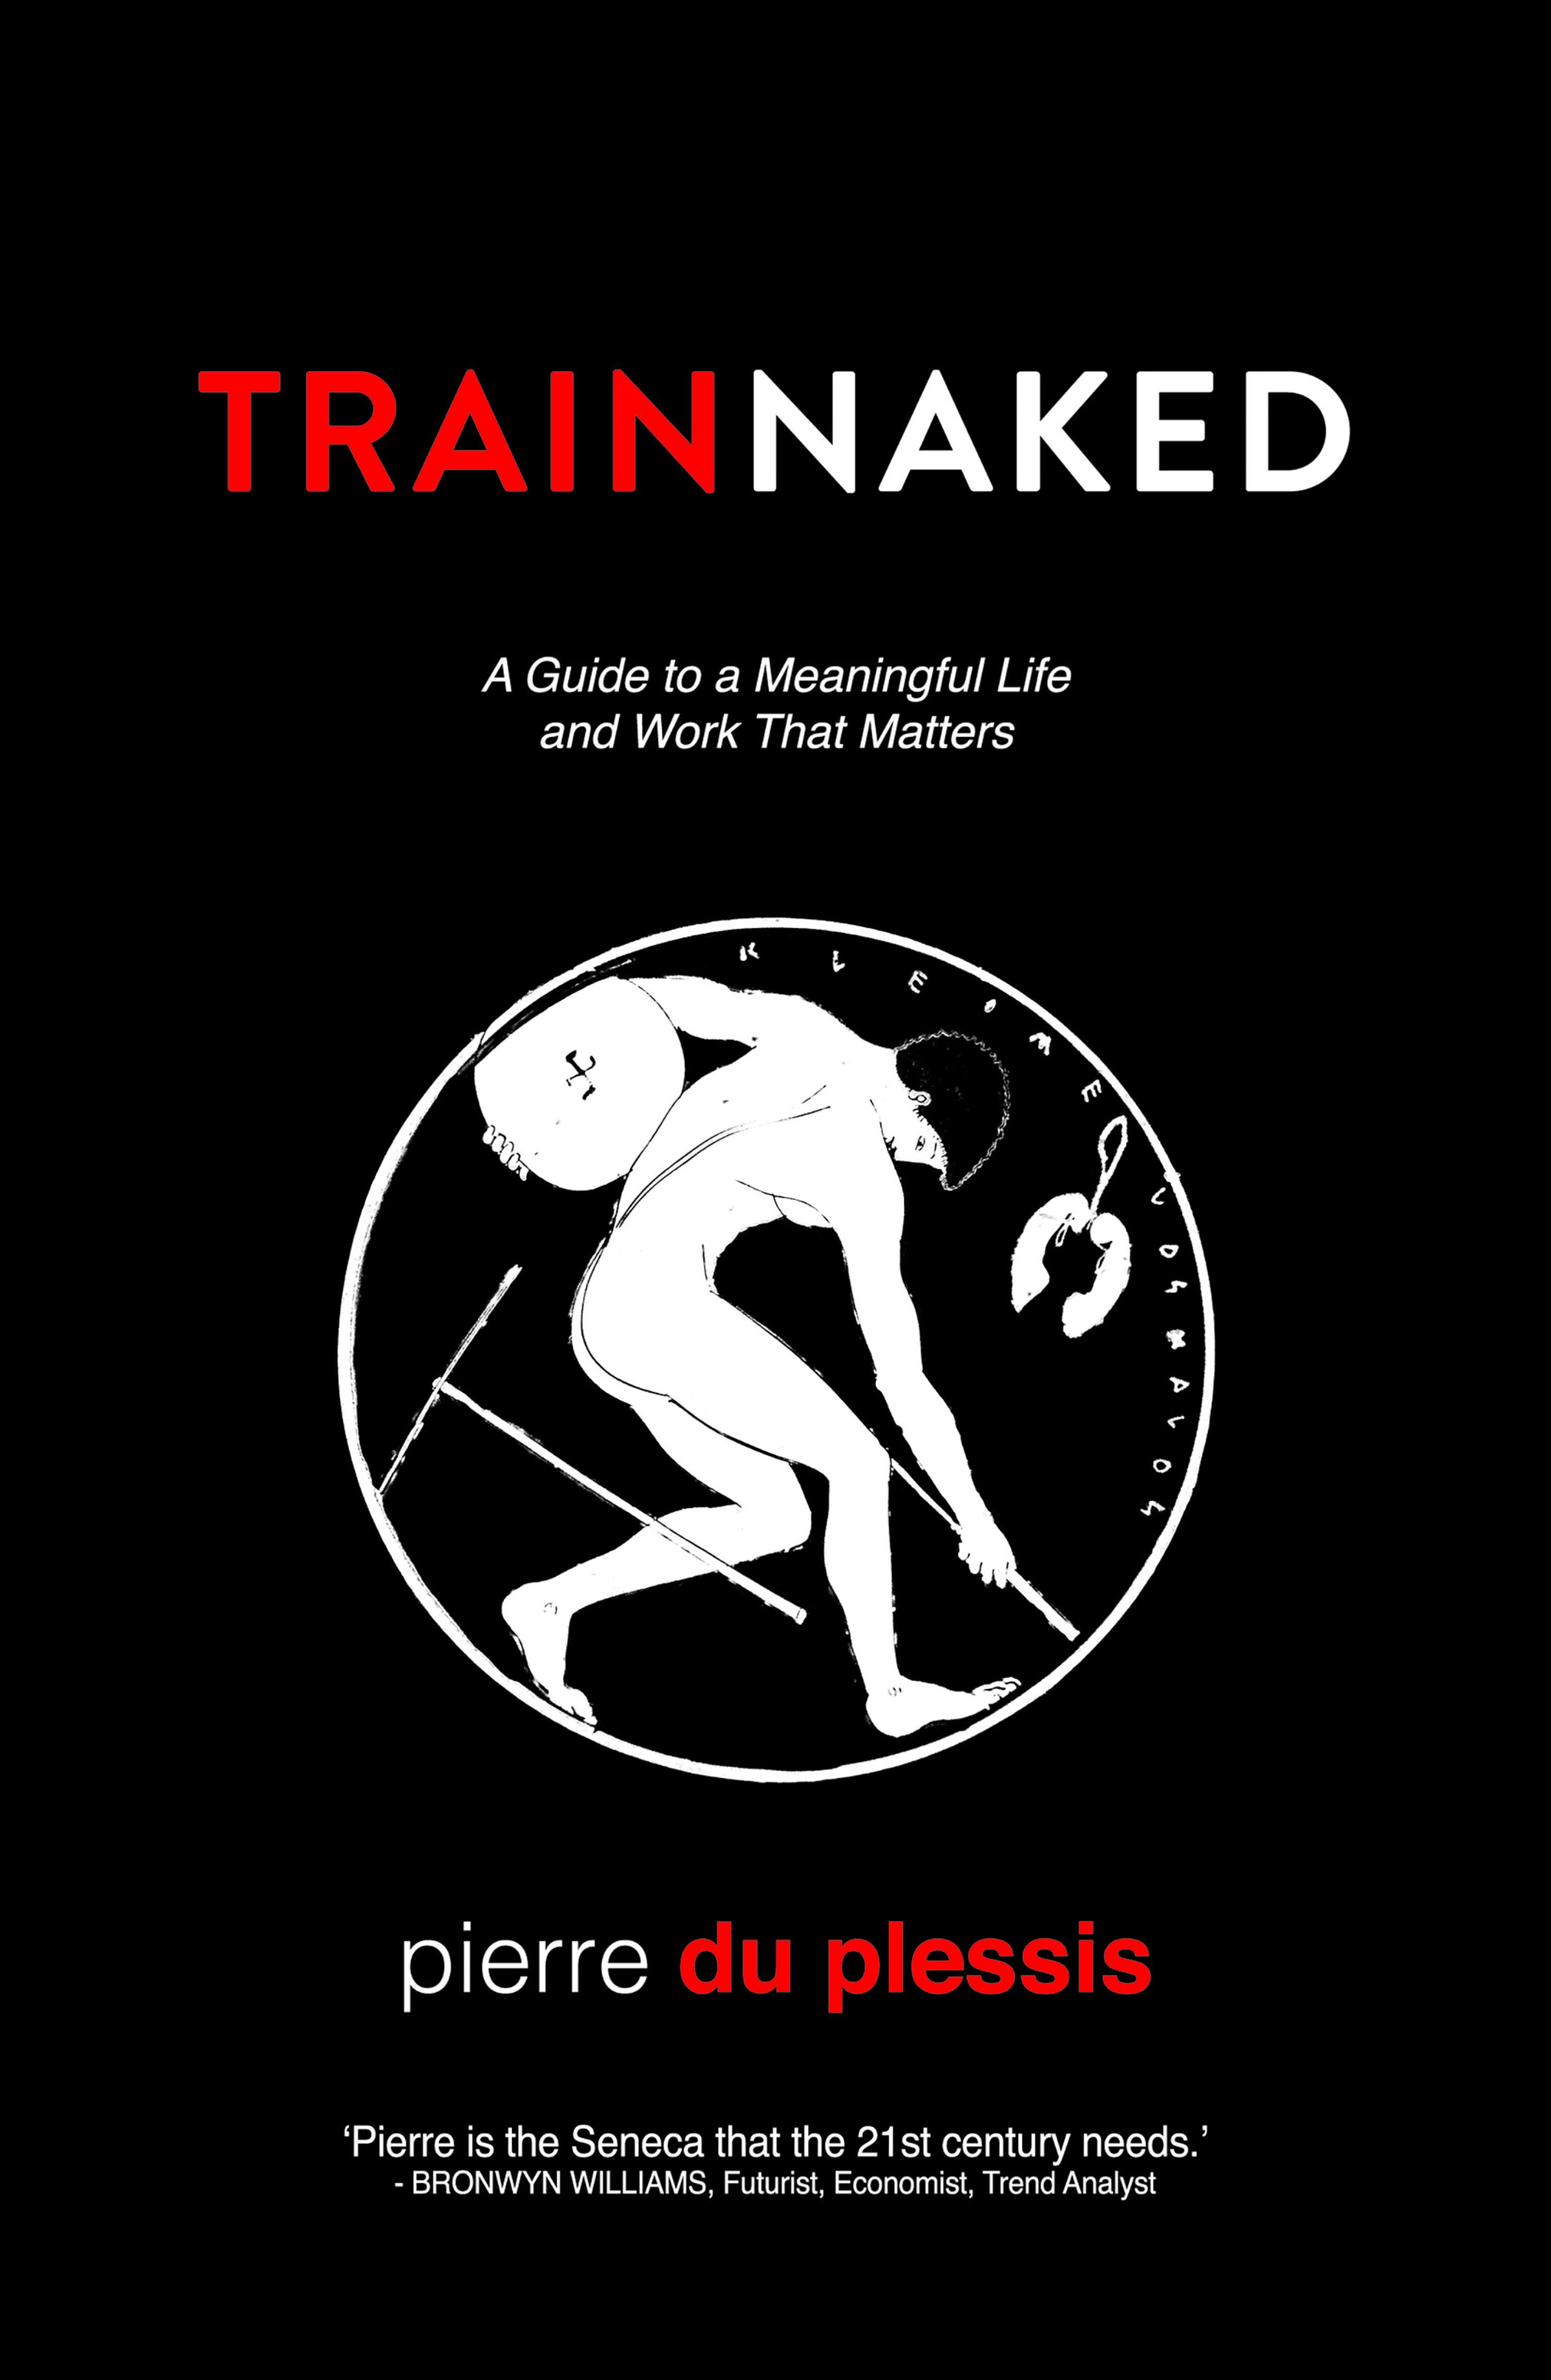 TRAINNAKED
A Guide to a Meaningful Life
and Work That Matters
pierre du plessis
‘Pierre is the Seneca that the 21st century needs.’
- BRONWYN WILLIAMS, Futurist, Economist, Trend Analyst